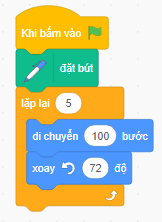 Khi bấm vào
đặt bút
lặp lại 5
di chuyển 100 bước
xoay 72 độ